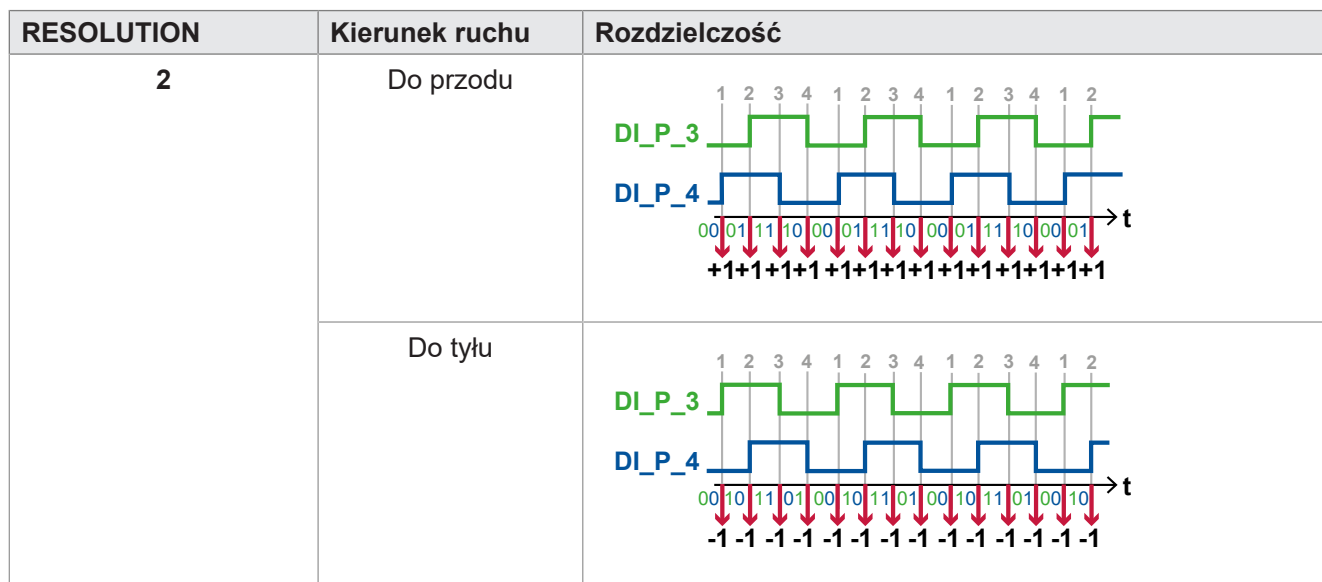 RESOLUTION Kierunek ruchu Rozdzielczość
2 Do przodu
1 2 3 4 1 2 3 4 1 2 3 4 1 2
DI_P_3
DI_P_4
t
00 01 11 10 00 01 11 10 00 01 11 10 00 01
+1+1+1+1+1+1+1+1+1+1+1+1+1+1
Do tyłu
1 2 3 4 1 2 3 4 1 2 3 4 1 2
DI_P_3
DI_P_4
t
00 10 11 01 00 10 11 01 00 10 11 01 00 10
-1 -1 -1 -1 -1 -1 -1 -1 -1 -1 -1 -1 -1 -1